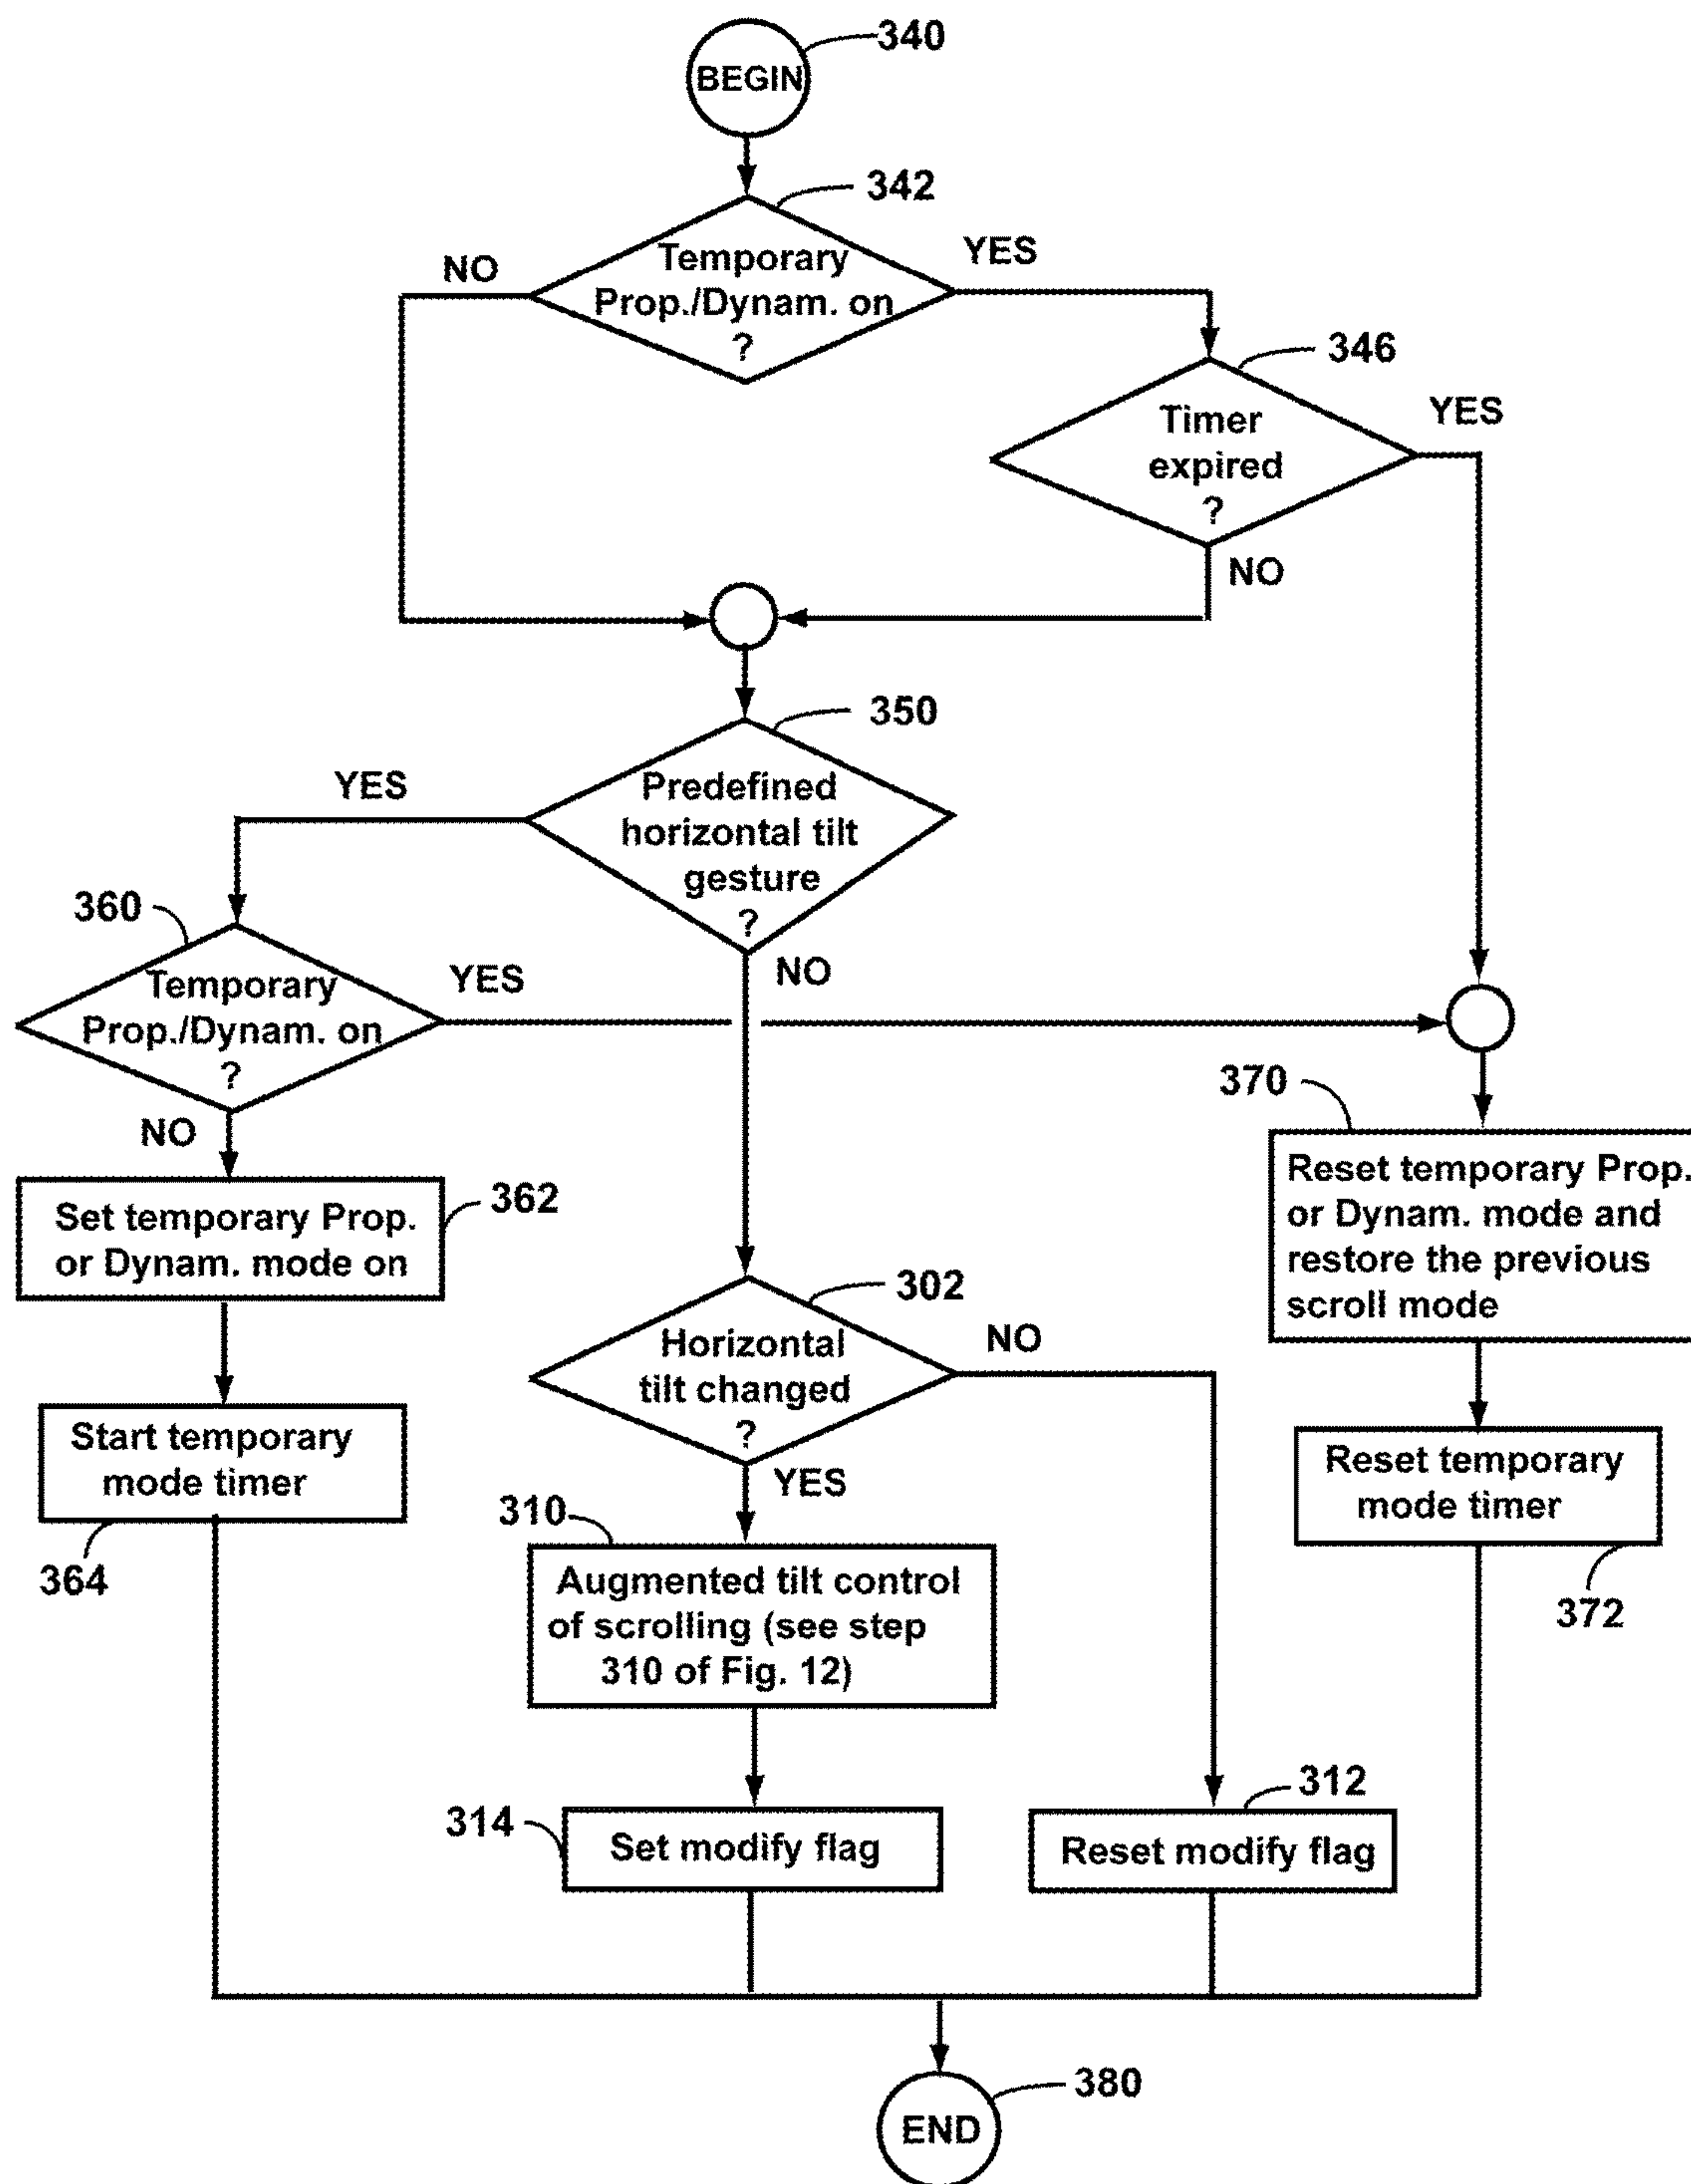 340
BEGIN
342
Temporary
Prop./Dynam. on
?
NO
YES
346
Timer
expired
?
YES
NO
350
Predefined
horizontal tilt
gesture
?
YES
NO
360
Temporary
Prop./Dynam. on
?
YES
NO
362
Set temporary Prop.
or Dynam. mode on
370
Reset temporary Prop.
or Dynam. mode and
restore the previous
scroll mode
302
Horizontal
tilt changed
?
NO
YES
Start temporary
mode timer
364
Reset temporary
mode timer
372
310
Augmented tilt control
of scrolling (see step
310 of Fig. 12)
314
Set modify flag
312
Reset modify flag
380
END